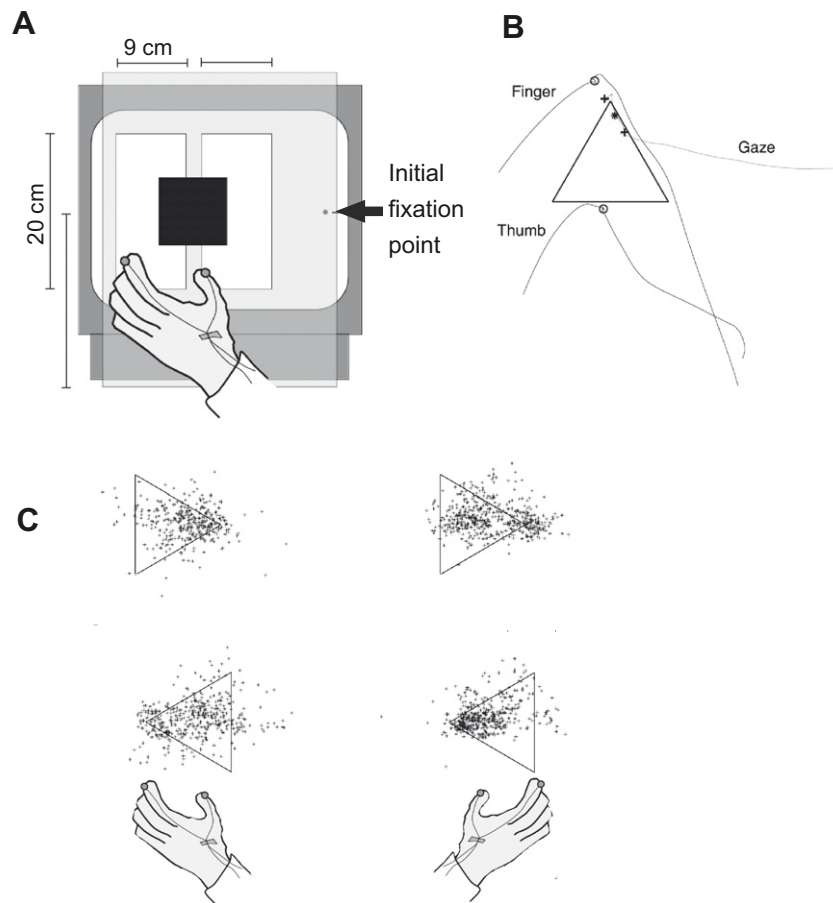 A
9 cm
20 cm
Initial
fixation
point
B
Finger
Gaze
Thumb
C